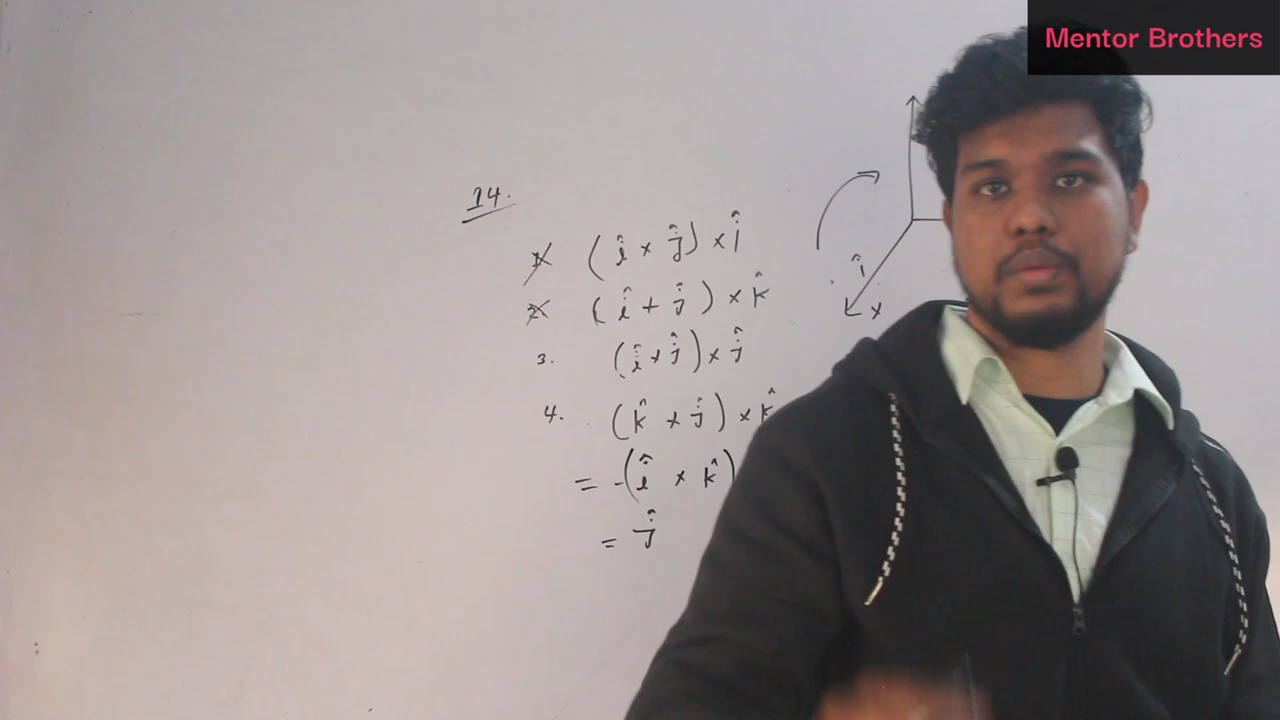 Mentor Brothers
14.
1. (î × ĵ) × ĵ
2. (î + ĵ) × k̂
3. (î × ĵ) × ĵ
4. (k̂ × ĵ) × k̂
= -(î × k̂)
= ĵ
î
x